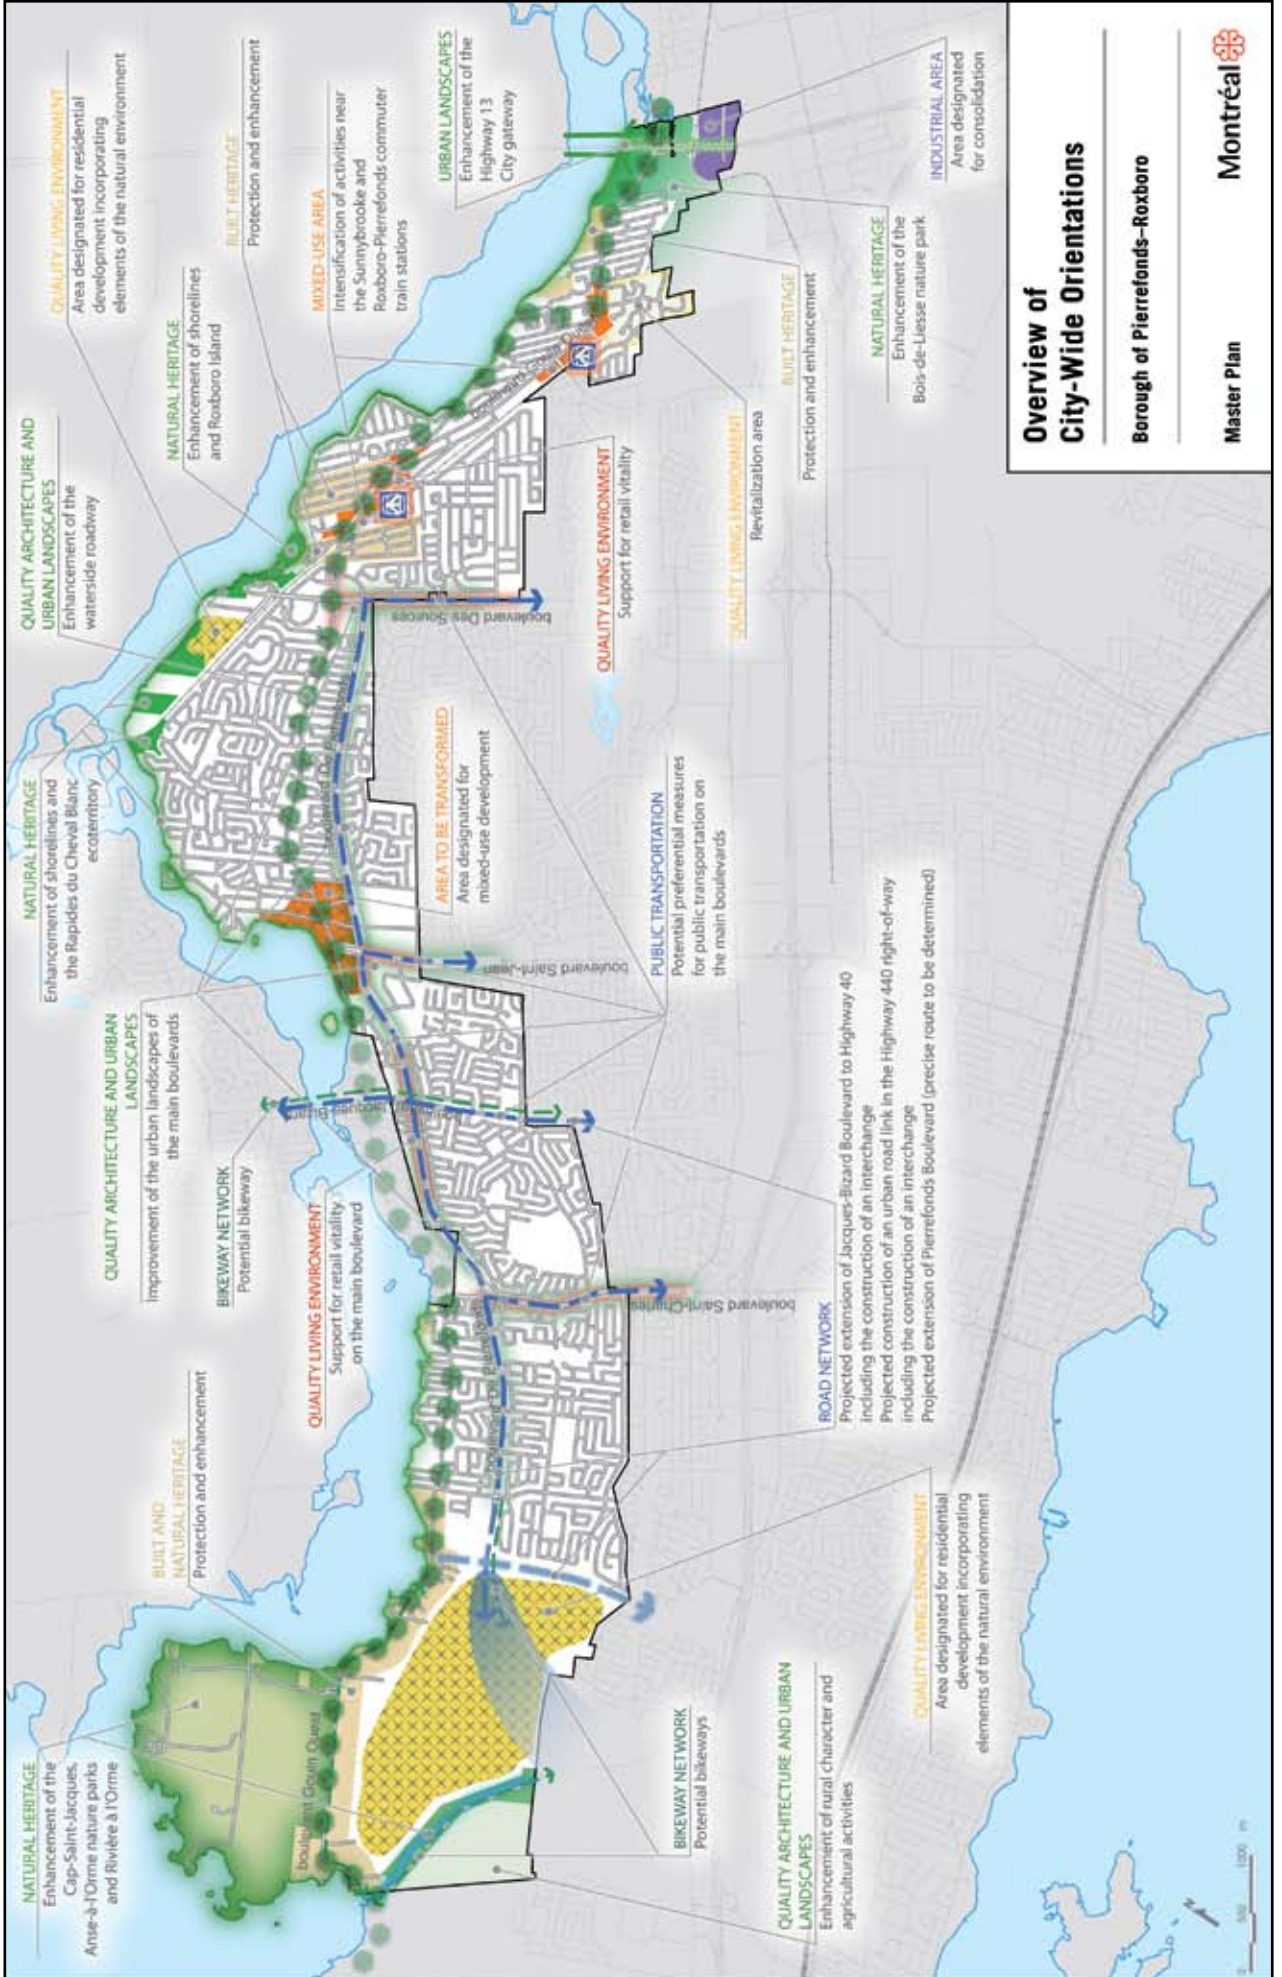 NATURAL HERITAGE
Enhancement of the
Cap-Saint-Jacques,
Anse-à-l'Orme nature parks
and Rivière à l'Orme
BUILT AND
NATURAL HERITAGE
Protection and enhancement
QUALITY ARCHITECTURE AND URBAN
LANDSCAPES
Improvement of the urban landscapes of
the main boulevards
BIKEWAY NETWORK
Potential bikeway
QUALITY LIVING ENVIRONMENT
Support for retail vitality
on the main boulevard
NATURAL HERITAGE
Enhancement of shorelines and
the Rapides du Cheval Blanc
ecoterritory
QUALITY ARCHITECTURE AND
URBAN LANDSCAPES
Enhancement of the
waterside roadway
NATURAL HERITAGE
Enhancement of shorelines
and Roxboro Island
QUALITY LIVING ENVIRONMENT
Area designated for residential
development incorporating
elements of the natural environment
BUILT HERITAGE
Protection and enhancement
MIXED-USE AREA
Intensification of activities near
the Sunnybrooke and
Roxboro-Pierrefonds commuter
train stations
URBAN LANDSCAPES
Enhancement of the
Highway 13
City gateway
boulevard Gouin Ouest
boulevard Saint-Charles
boulevard Saint-Jean
boulevard Des Sources
BIKEWAY NETWORK
Potential bikeways
QUALITY ARCHITECTURE AND URBAN
LANDSCAPES
Enhancement of rural character and
agricultural activities
QUALITY LIVING ENVIRONMENT
Area designated for residential
development incorporating
elements of the natural environment
ROAD NETWORK
Projected extension of Jacques-Bizard Boulevard to Highway 40
including the construction of an interchange
Projected construction of an urban road link in the Highway 440 right-of-way
including the construction of an interchange
Projected extension of Pierrefonds Boulevard (precise route to be determined)
PUBLIC TRANSPORTATION
Potential preferential measures
for public transportation on
the main boulevards
AREA TO BE TRANSFORMED
Area designated for
mixed-use development
QUALITY LIVING ENVIRONMENT
Support for retail vitality
QUALITY LIVING ENVIRONMENT
Revitalization area
BUILT HERITAGE
Protection and enhancement
NATURAL HERITAGE
Enhancement of the
Bois-de-Liesse nature park
INDUSTRIAL AREA
Area designated
for consolidation
N
0 500 1000 m
Overview of
City-Wide Orientations
Borough of Pierrefonds–Roxboro
Master Plan
Montréal